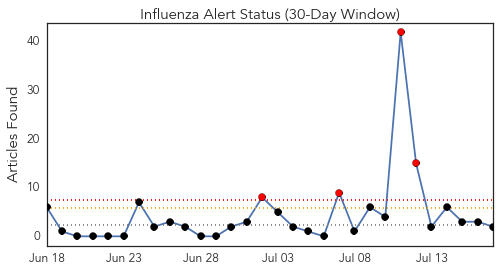 Influenza Alert Status (30-Day Window)
Articles Found
40
30
20
10
0
Jun 18 Jun 23 Jun 28 Jul 03 Jul 08 Jul 13